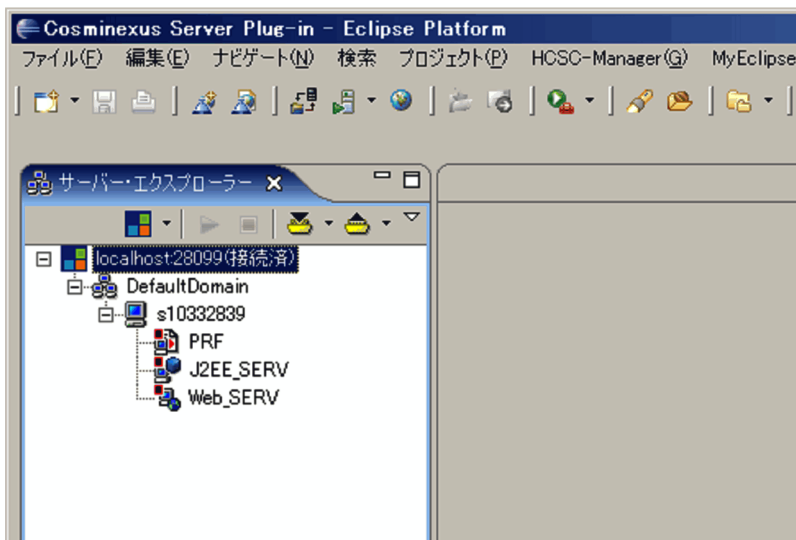 Cosminexus Server Plug-in - Eclipse Platform
ファイル(F) 編集(E) ナビゲート(N) 検索 プロジェクト(P) HCSC-Manager(G) MyEclipse
サーバー・エクスプローラー
localhost:28099(接続済)
DefaultDomain
s10332839
PRF
J2EE_SERV
Web_SERV